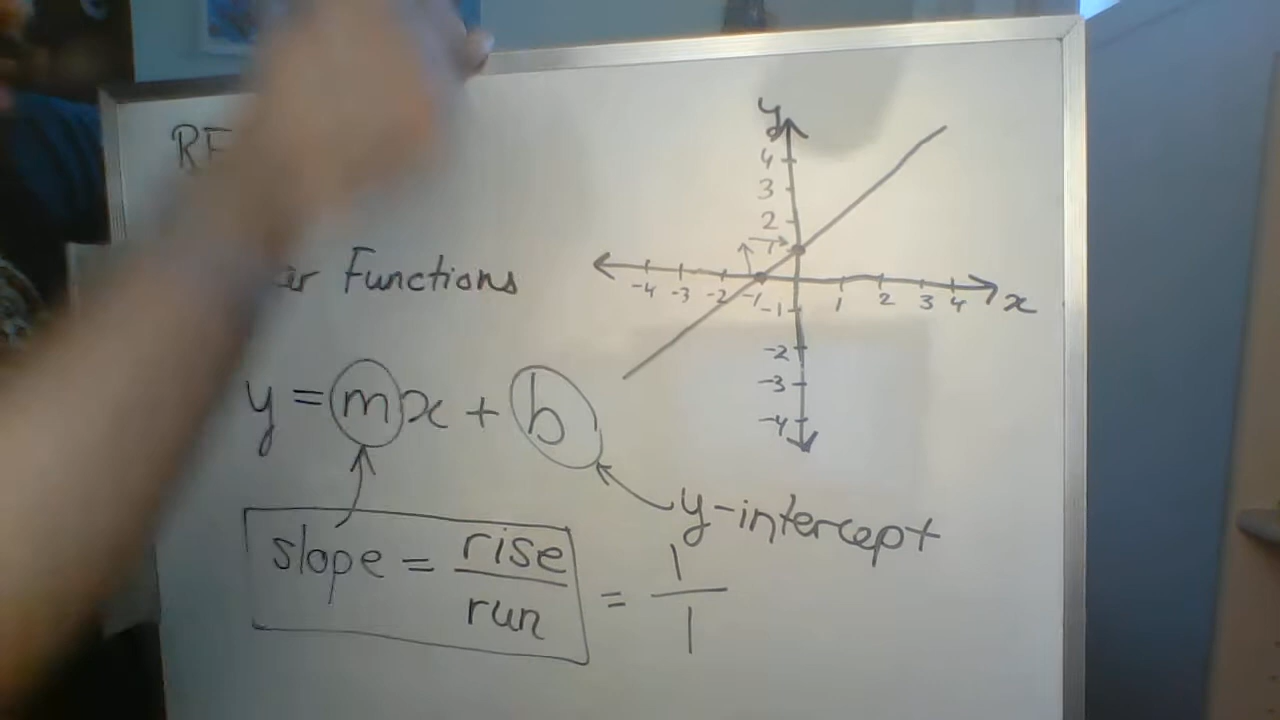 y
4
3
2
1
-4 -3 -2 -1 1 2 3 4 x
-1
-2
-3
-4
Functions
y = mx + b
y-intercept
slope = rise/run = 1/1